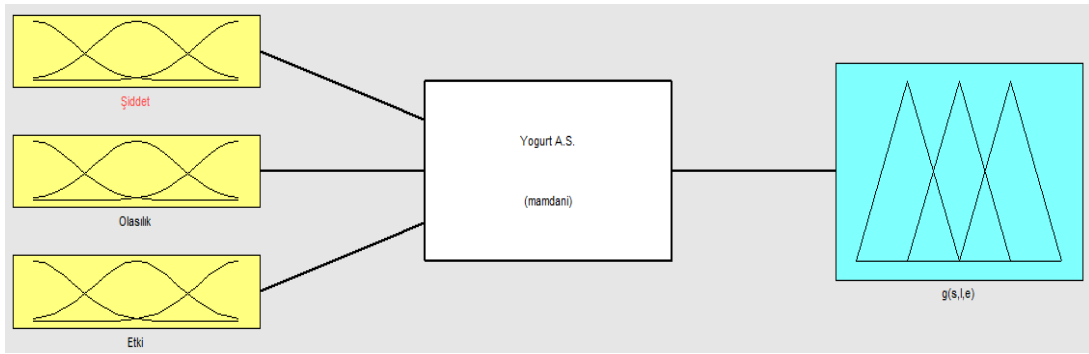 Şiddet
Olasılık
Etki
Yogurt A.S.
(mamdani)
g(s,l,e)